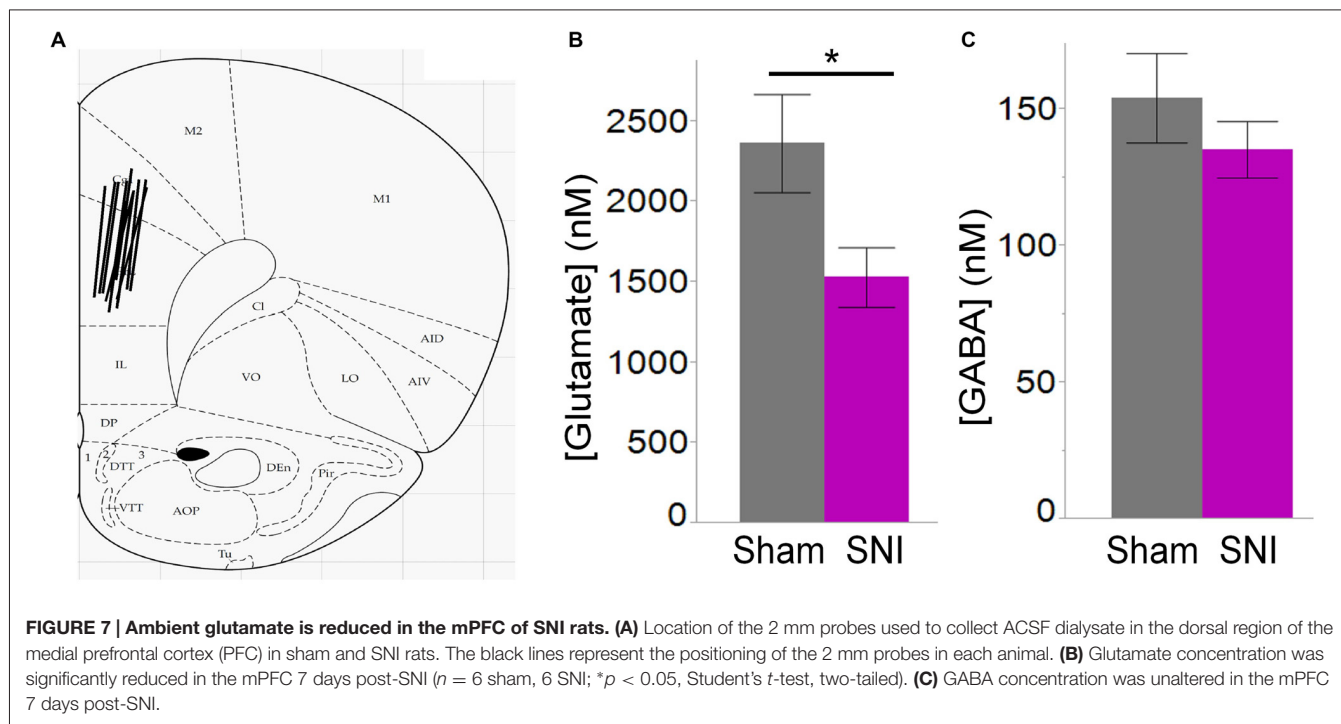 A
M2
Cg
M1
Cl
AID
IL
VO
LO
AIV
DP
1
2
3
DTT
DEn
Pir
VTT
AOP
Tu
B
*
[Glutamate] (nM)
2500
2000
1500
1000
500
0
Sham SNI
C
[GABA] (nM)
150
100
50
0
Sham SNI
FIGURE 7 | Ambient glutamate is reduced in the mPFC of SNI rats. (A) Location of the 2 mm probes used to collect ACSF dialysate in the dorsal region of the
medial prefrontal cortex (PFC) in sham and SNI rats. The black lines represent the positioning of the 2 mm probes in each animal. (B) Glutamate concentration was
significantly reduced in the mPFC 7 days post-SNI (n = 6 sham, 6 SNI; *p < 0.05, Student's t-test, two-tailed). (C) GABA concentration was unaltered in the mPFC
7 days post-SNI.